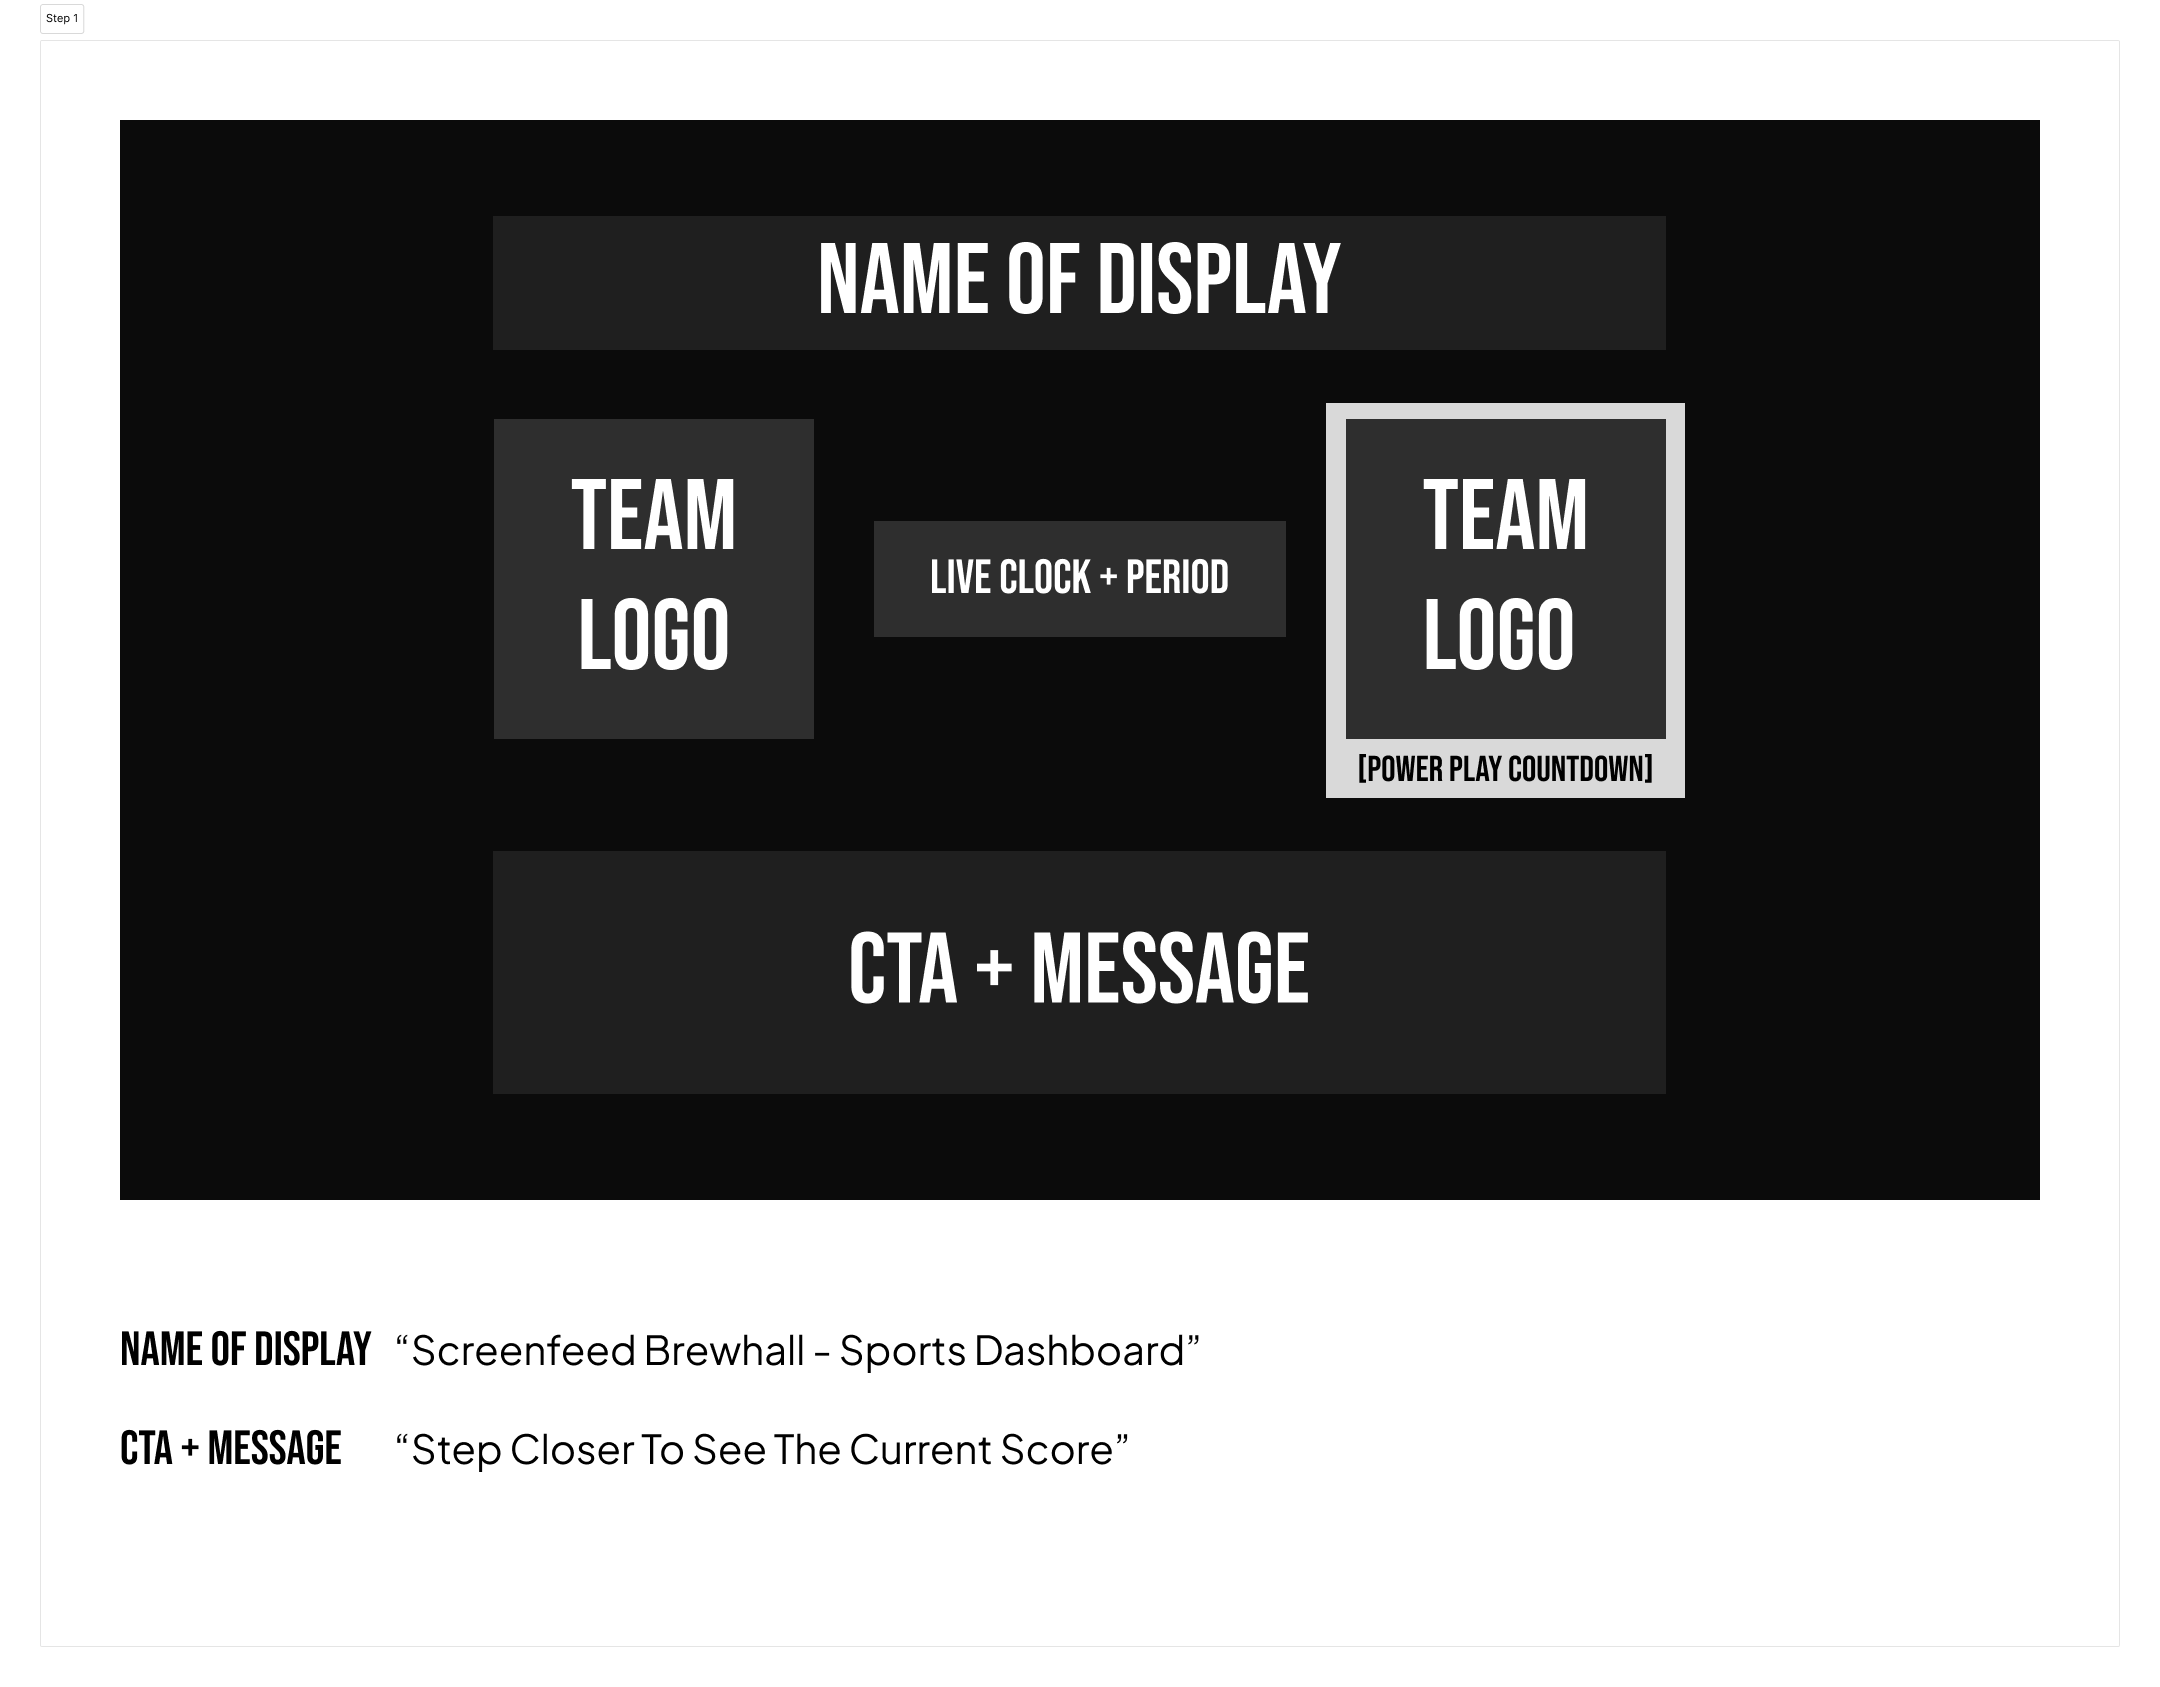 Step 1
NAME OF DISPLAY
TEAM
LOGO
LIVE CLOCK + PERIOD
TEAM
LOGO
[POWER PLAY COUNTDOWN]
CTA + MESSAGE
NAME OF DISPLAY “Screenfeed Brewhall – Sports Dashboard”
CTA + MESSAGE “Step Closer To See The Current Score”